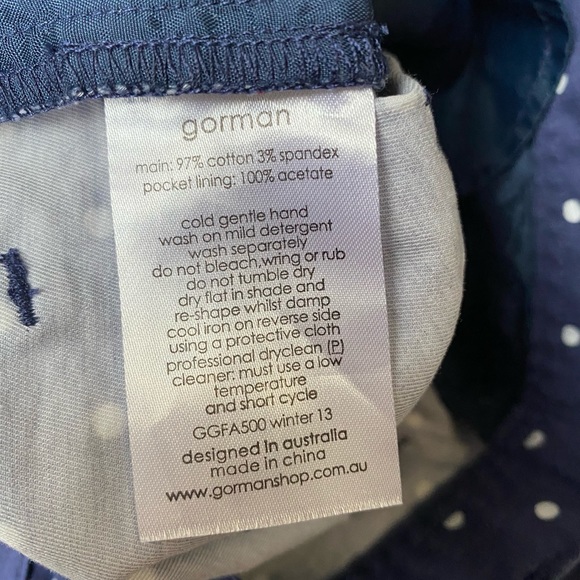 gorman
main: 97% cotton 3% spandex
pocket lining: 100% acetate
cold gentle hand
wash on mild detergent
wash separately
do not bleach,wring or rub
do not tumble dry
dry flat in shade and
re-shape whilst damp
cool iron on reverse side
using a protective cloth
professional dryclean (P)
cleaner: must use a low
temperature
and short cycle
GGFA500 winter 13
designed in australia
made in china
www.gormanshop.com.au